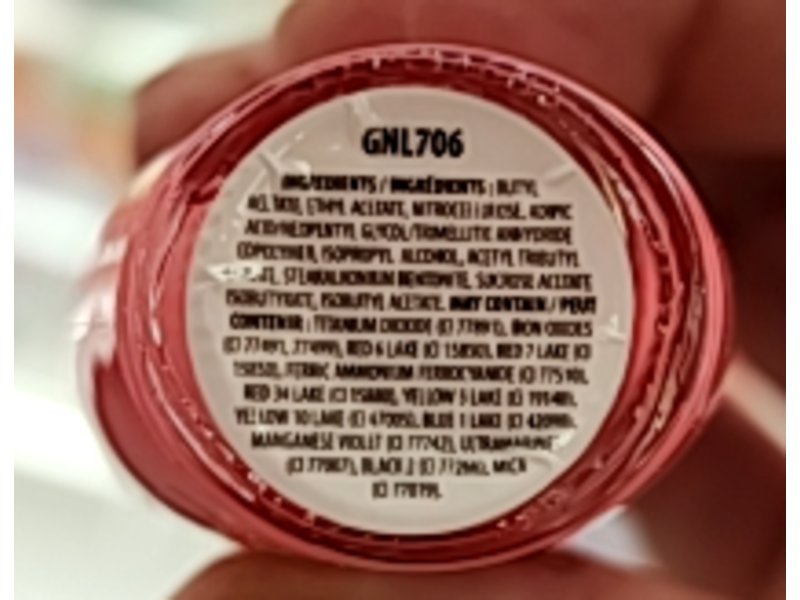 GNL706
INGREDIENTS / INGRÉDIENTS : BUTYL
ACETATE, ETHYL ACETATE, NITROCELLULOSE, ADIPIC
ACID/NEOPENTYL GLYCOL/TRIMELLITIC ANHYDRIDE
COPOLYMER, ISOPROPYL ALCOHOL, ACETYL TRIBUTYL
STEARALKONIUM BENTONITE, SUCROSE ACETATE
ISOBUTYRATE, ISOBUTYL ACETATE. MAY CONTAIN / PEUT
CONTENIR : TITANIUM DIOXIDE (CI 77891), IRON OXIDES
(CI 77491, 77499), RED 6 LAKE (CI 15850), RED 7 LAKE (CI
15850), FERRIC AMMONIUM FERROCYANIDE (CI 77510),
RED 34 LAKE (CI 15880), YELLOW 5 LAKE (CI 19140),
YELLOW 10 LAKE (CI 47005), BLUE 1 LAKE (CI 42090),
MANGANESE VIOLET (CI 77742), ULTRAMARINES
(CI 77007), BLACK 2 (CI 77266), MICA
(CI 77019).